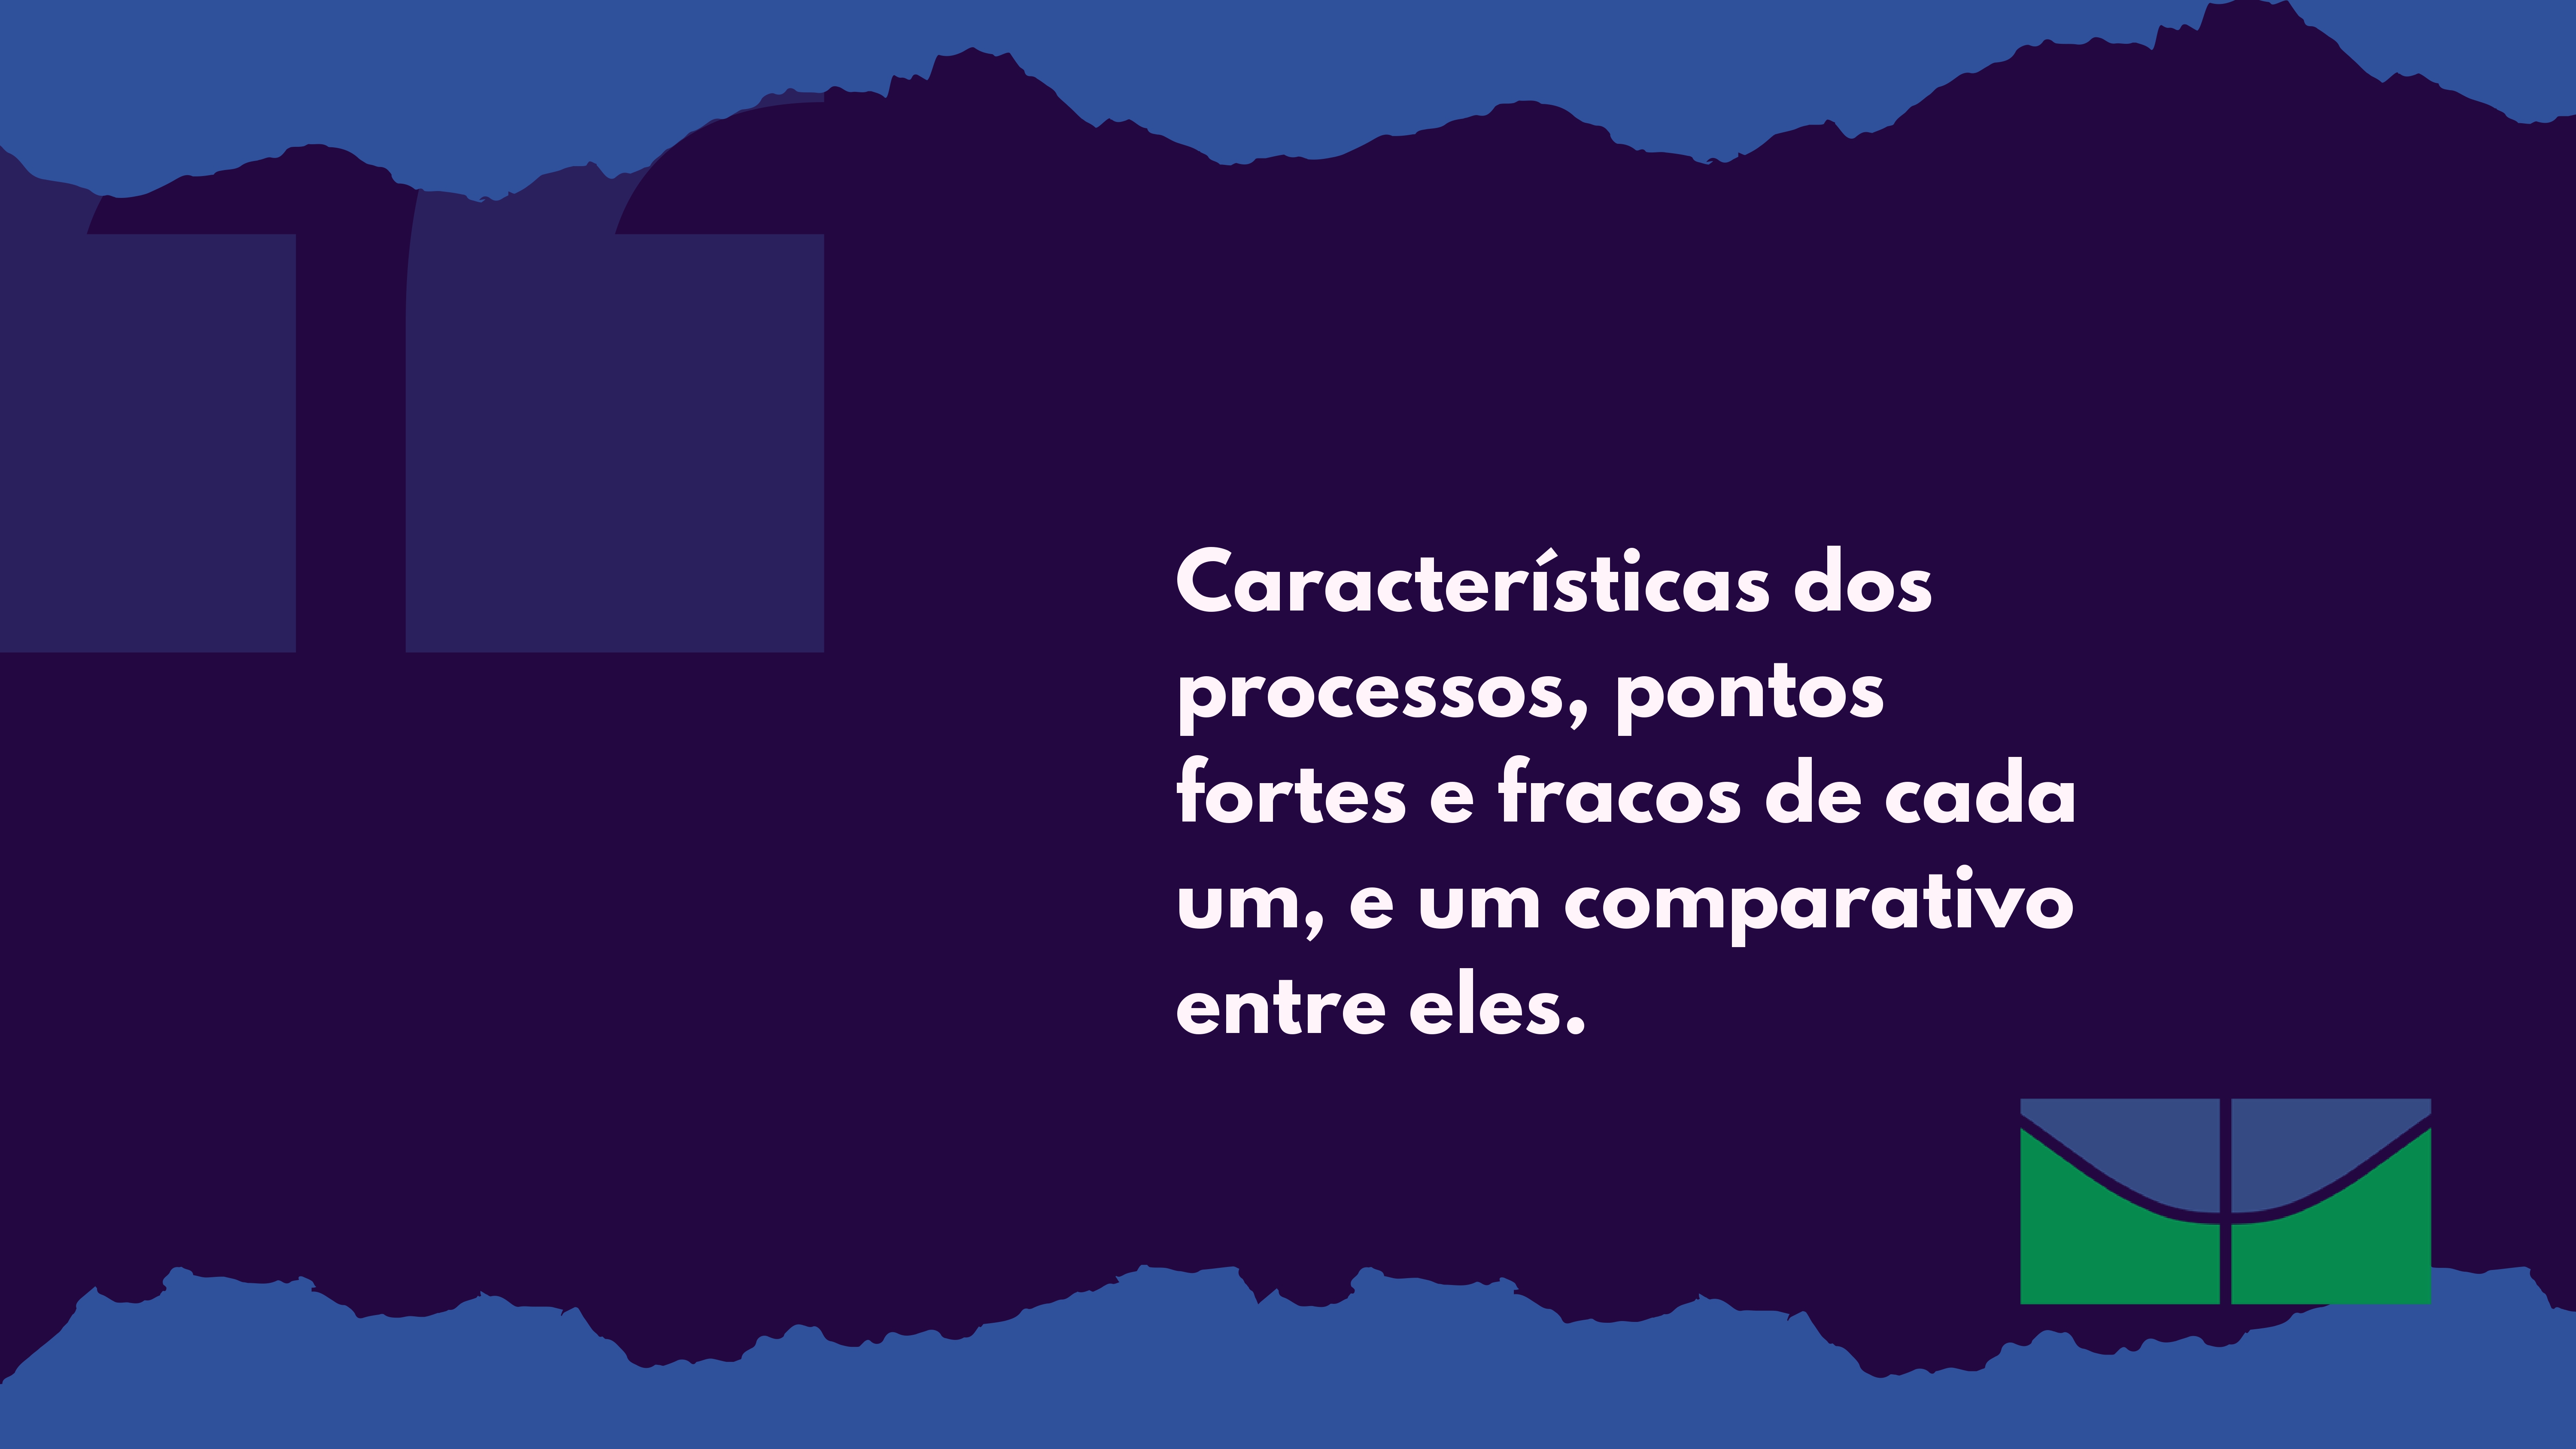 Características dos
processos, pontos
fortes e fracos de cada
um, e um comparativo
entre eles.